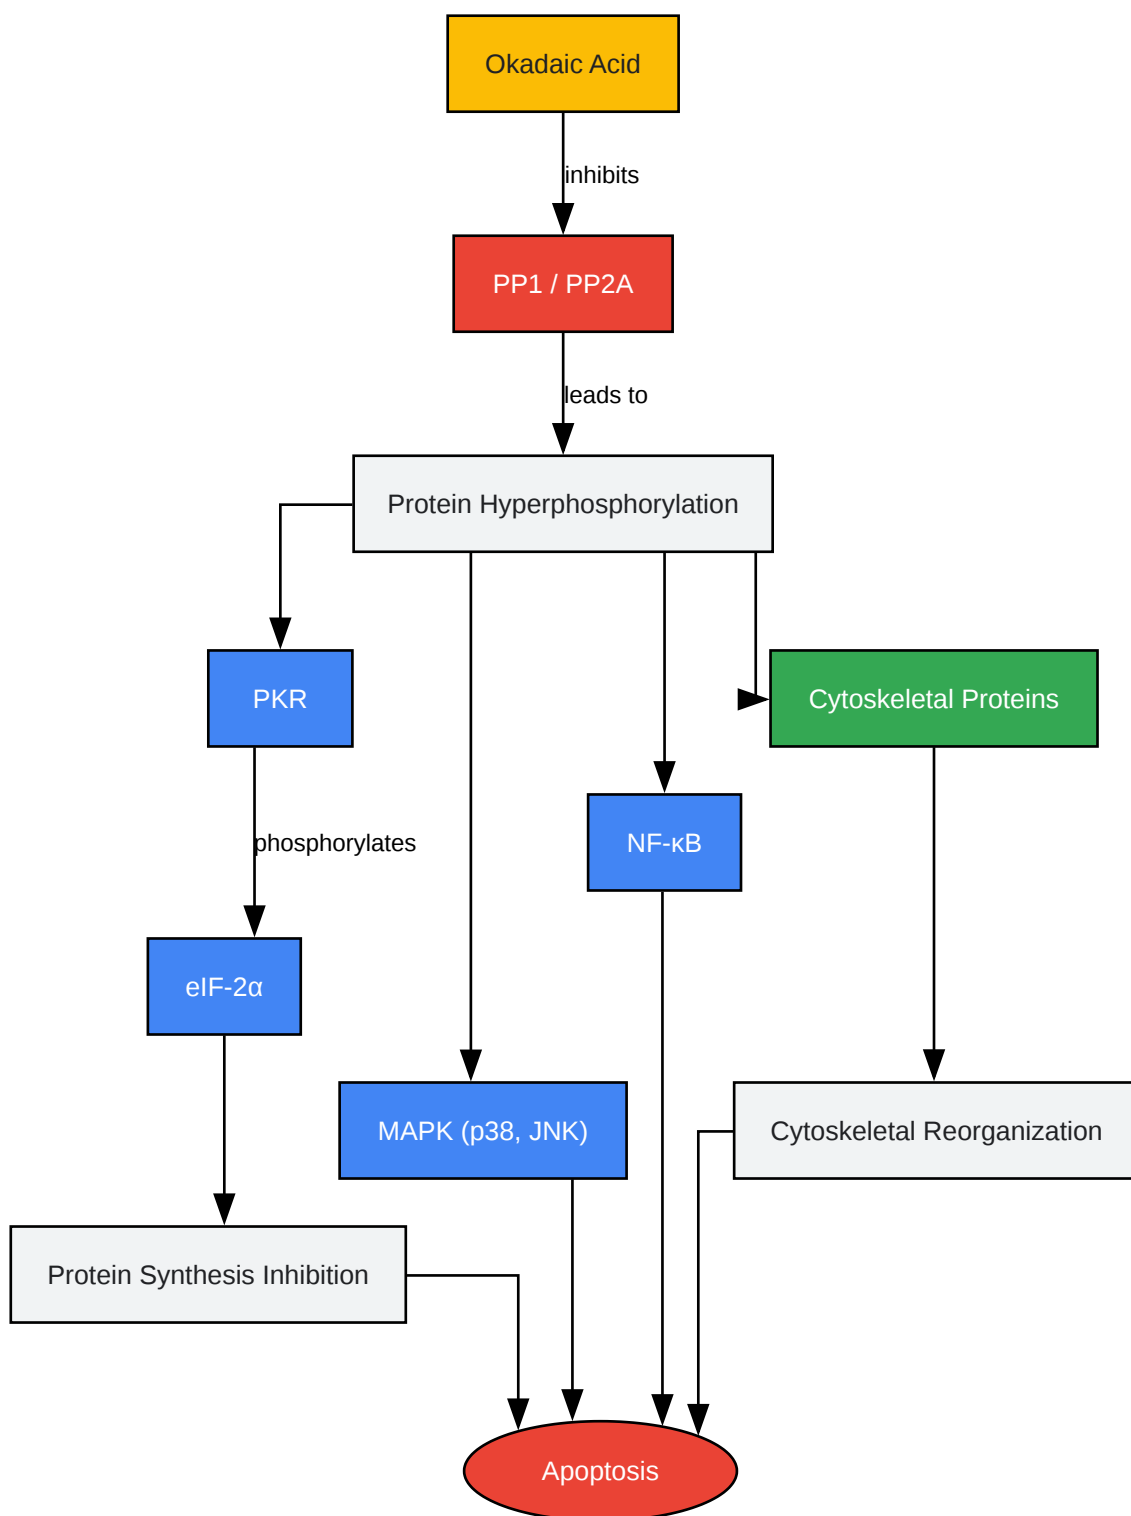 Okadaic Acid
inhibits
PP1 / PP2A
leads to
Protein Hyperphosphorylation
PKR
Cytoskeletal Proteins
phosphorylates
NF-κB
eIF-2α
MAPK (p38, JNK)
Cytoskeletal Reorganization
Protein Synthesis Inhibition
Apoptosis